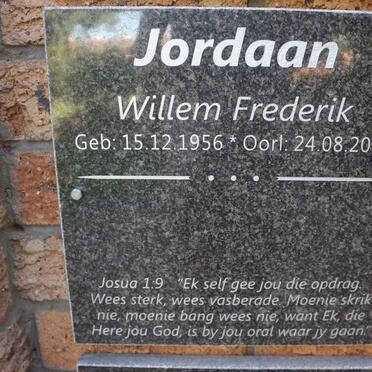 Jordaan
Willem Frederik
Geb: 15.12.1956 * Oorl: 24.08.20
Josua 1:9 "Ek self gee jou die opdrag.
Wees sterk, wees vasberade. Moenie skrik
nie, moenie bang wees nie, want Ek, die
Here jou God, is by jou oral waar jy gaan."